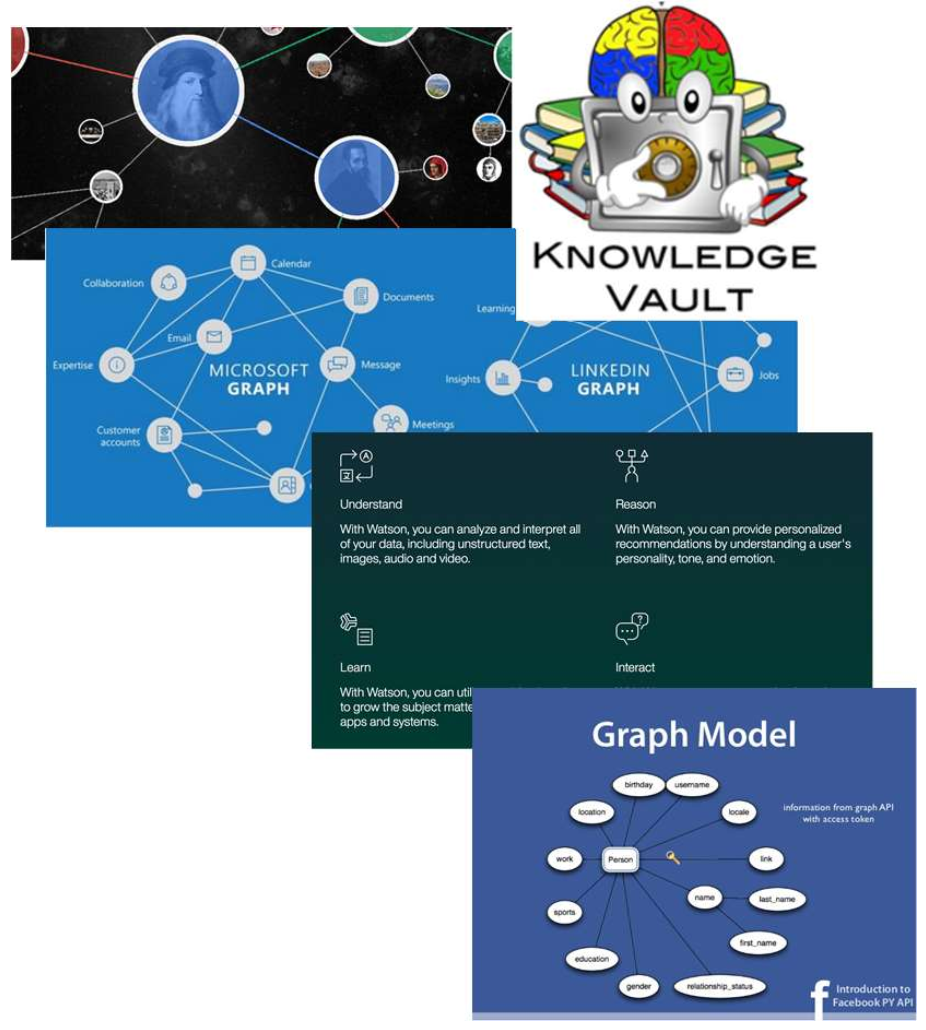 KNOWLEDGE
VAULT
Collaboration
Calendar
Documents
Email
Expertise
MICROSOFT
GRAPH
Message
Customer
accounts
Meetings
Learning
Insights
LINKEDIN
GRAPH
Jobs
Understand
With Watson, you can analyze and interpret all
of your data, including unstructured text,
images, audio and video.
Reason
With Watson, you can provide personalized
recommendations by understanding a user's
personality, tone, and emotion.
Learn
With Watson, you can
to grow the subject
apps and systems.
Interact
Graph Model
information from graph API
with access token
birthday
username
location
locale
work
Person
link
name
last_name
sports
first_name
education
gender
relationship_status
f
Introduction to
Facebook PY API